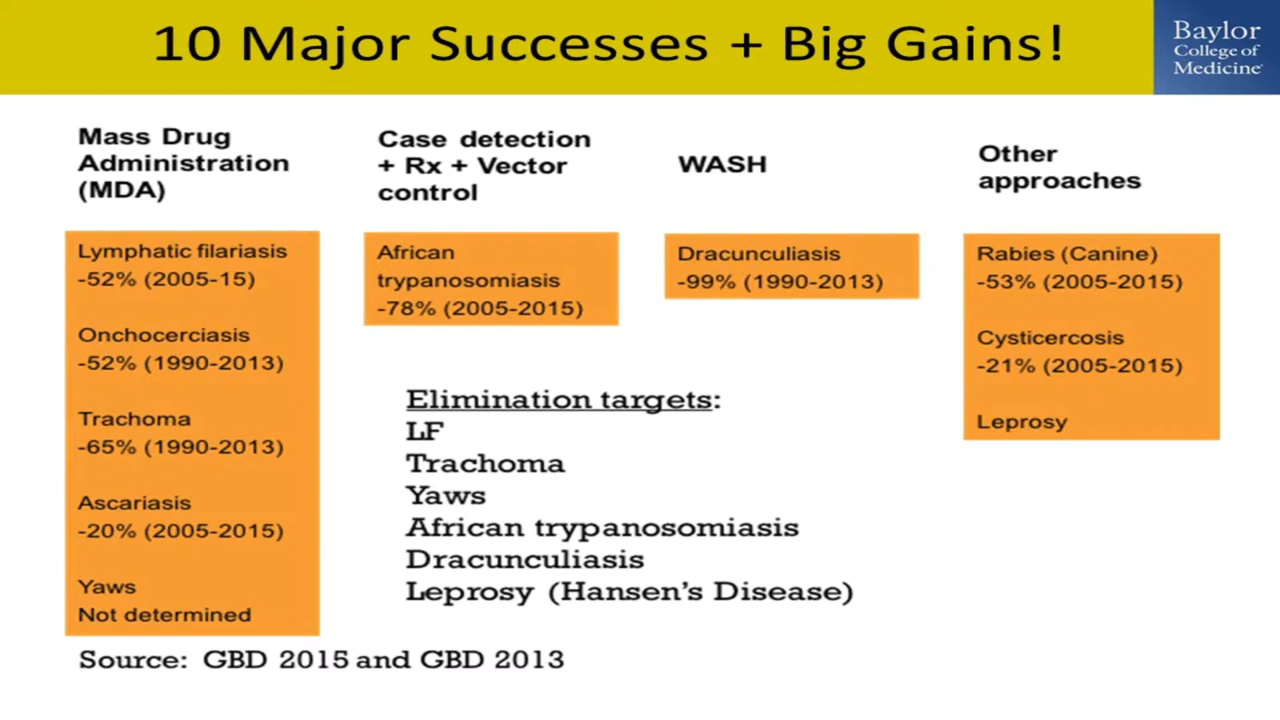 10 Major Successes + Big Gains!
Baylor
College of
Medicine
Mass Drug
Administration
(MDA)
Lymphatic filariasis
-52% (2005-15)
Onchocerciasis
-52% (1990-2013)
Trachoma
-65% (1990-2013)
Ascariasis
-20% (2005-2015)
Yaws
Not determined
Case detection
+ Rx + Vector
control
African
trypanosomiasis
-78% (2005-2015)
WASH
Dracunculiasis
-99% (1990-2013)
Other
approaches
Rabies (Canine)
-53% (2005-2015)
Cysticercosis
-21% (2005-2015)
Leprosy
Elimination targets:
LF
Trachoma
Yaws
African trypanosomiasis
Dracunculiasis
Leprosy (Hansen's Disease)
Source: GBD 2015 and GBD 2013